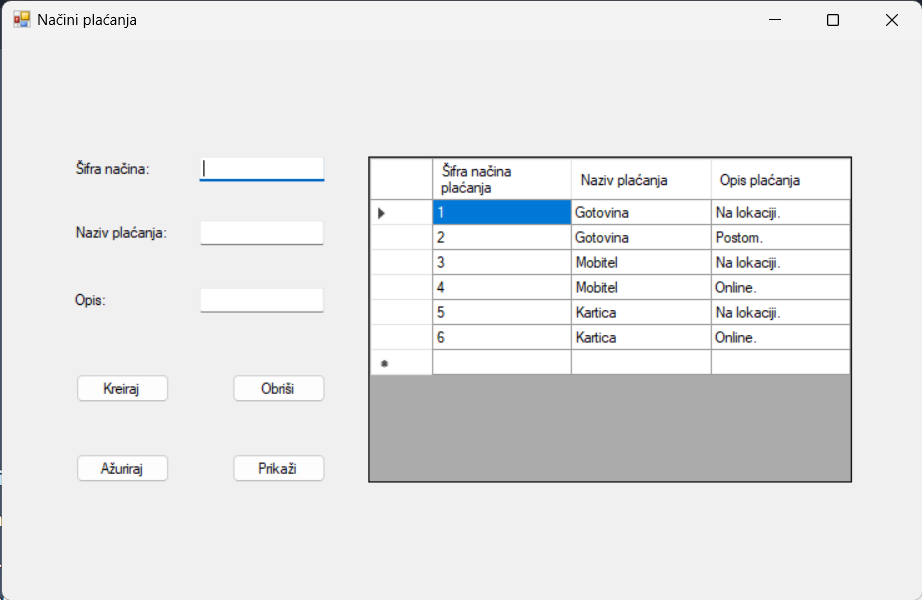 Načini plaćanja
Šifra načina:
Naziv plaćanja:
Opis:
Kreiraj Obriši
Ažuriraj Prikaži
Šifra načina
plaćanja Naziv plaćanja Opis plaćanja
1 Gotovina Na lokaciji.
2 Gotovina Postom.
3 Mobitel Na lokaciji.
4 Mobitel Online.
5 Kartica Na lokaciji.
6 Kartica Online.